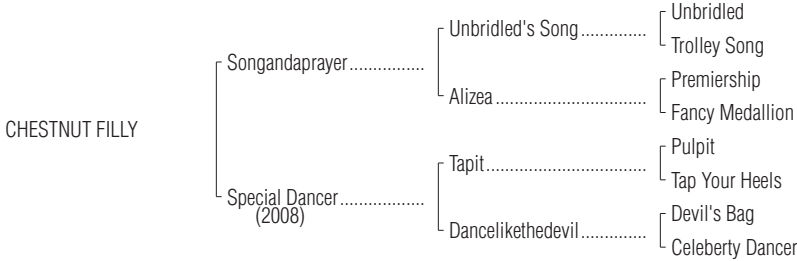 Unbridled
Unbridled's Song..............
Trolley Song
Songandaprayer................
Premiership
Alizea................................
Fancy Medallion
CHESTNUT FILLY
Pulpit
Tapit..................................
Tap Your Heels
Special Dancer..................
(2008)
Devil's Bag
Dancelikethedevil..............
Celeberty Dancer